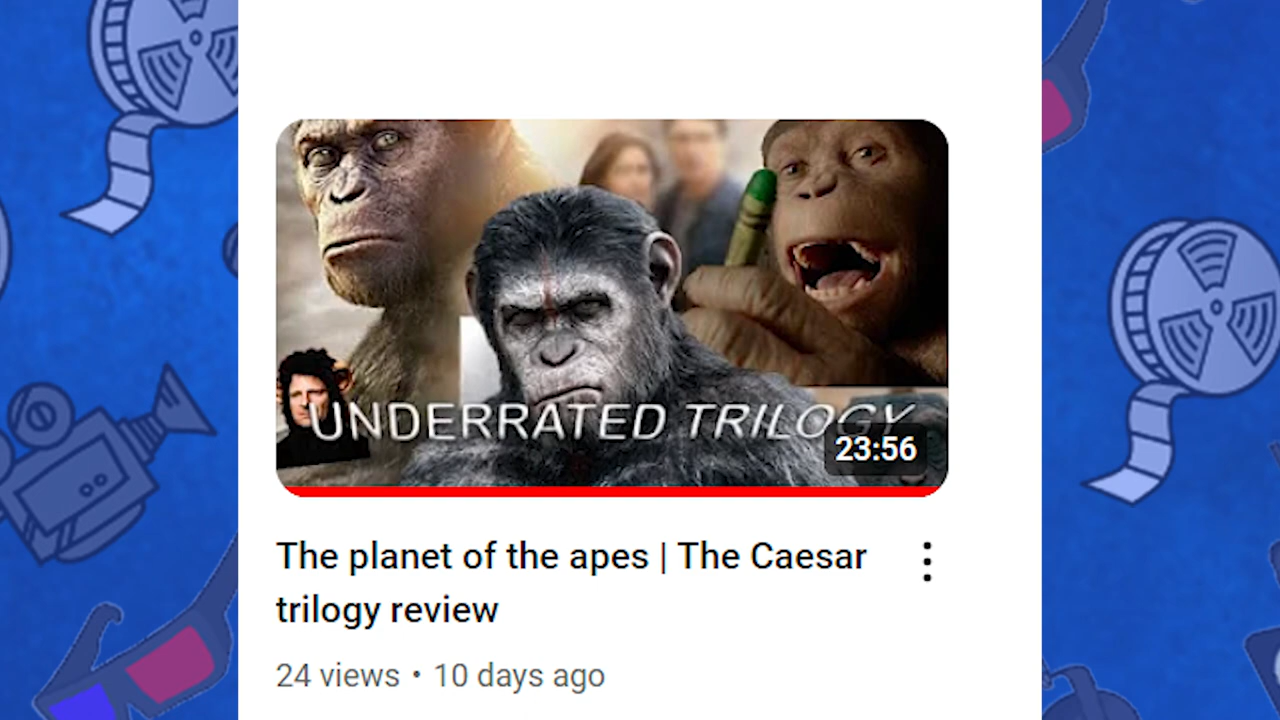 UNDERRATED TRILOGY
23:56
The planet of the apes | The Caesar
trilogy review
24 views • 10 days ago